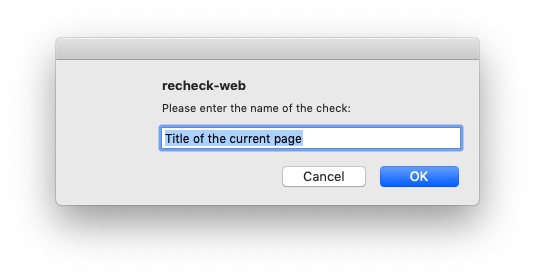 recheck-web
Please enter the name of the check:
Title of the current page
Cancel
OK